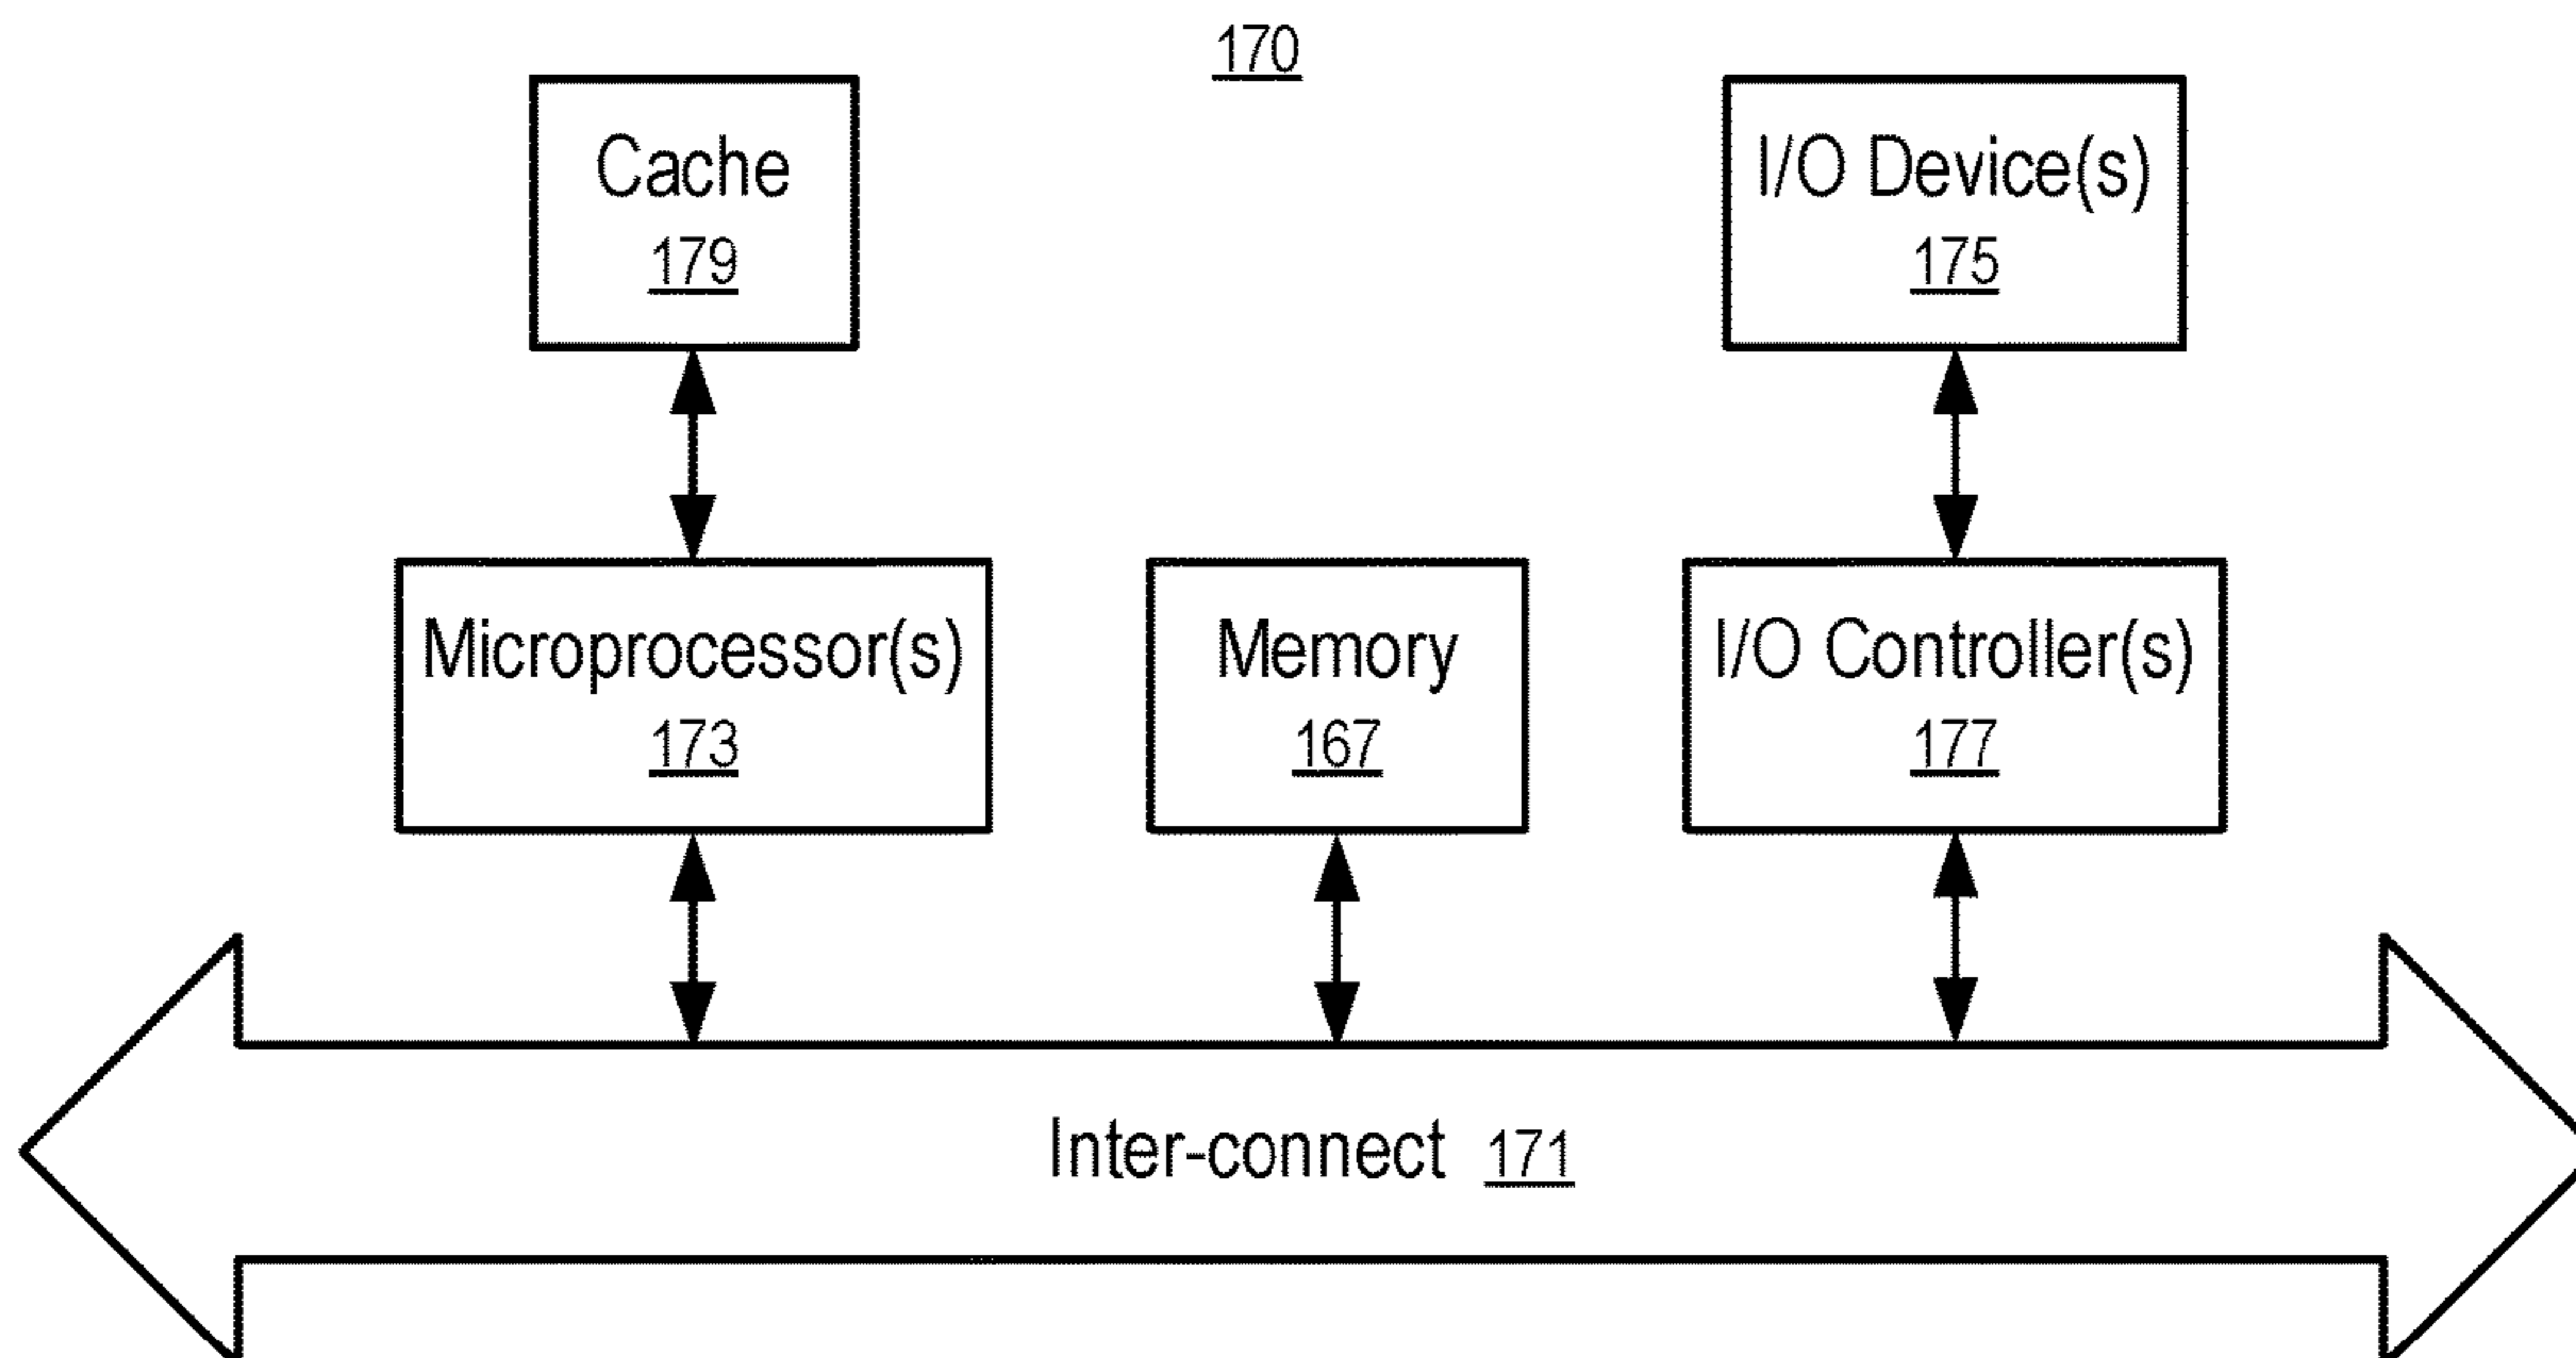 170
Cache
179
I/O Device(s)
175
Microprocessor(s)
173
Memory
167
I/O Controller(s)
177
Inter-connect 171